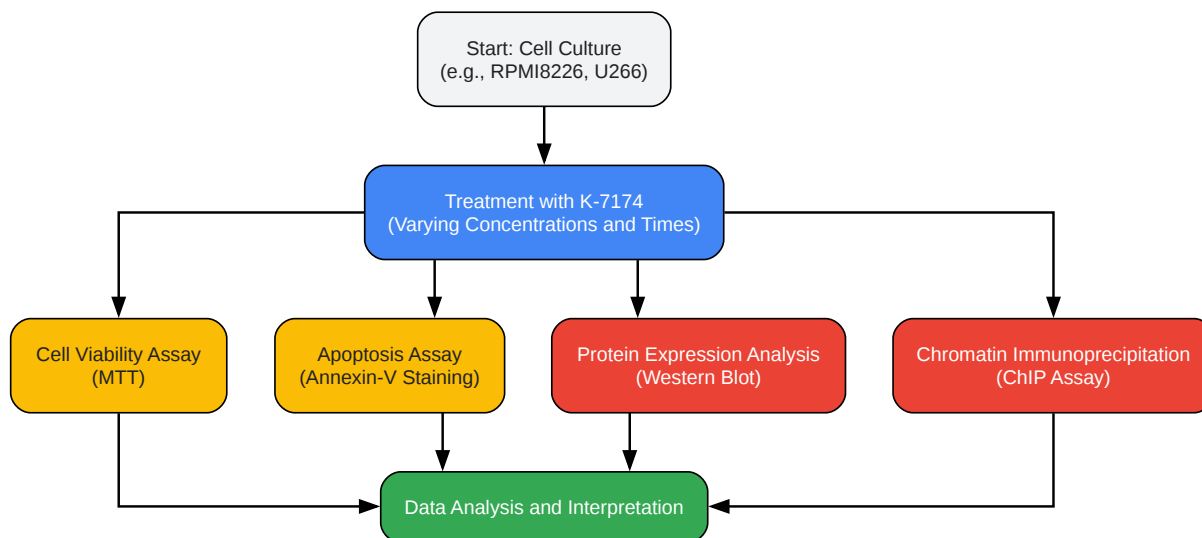 Start: Cell Culture
(e.g., RPMI8226, U266)
Treatment with K-7174
(Varying Concentrations and Times)
Cell Viability Assay
(MTT)
Apoptosis Assay
(Annexin-V Staining)
Protein Expression Analysis
(Western Blot)
Chromatin Immunoprecipitation
(ChIP Assay)
Data Analysis and Interpretation